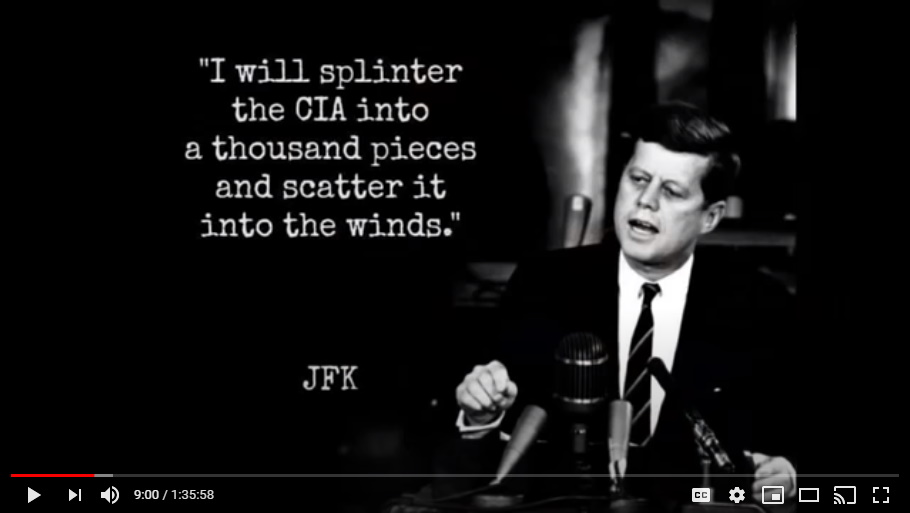 "I will splinter
the CIA into
a thousand pieces
and scatter it
into the winds."
JFK
9:00 / 1:35:58
CC